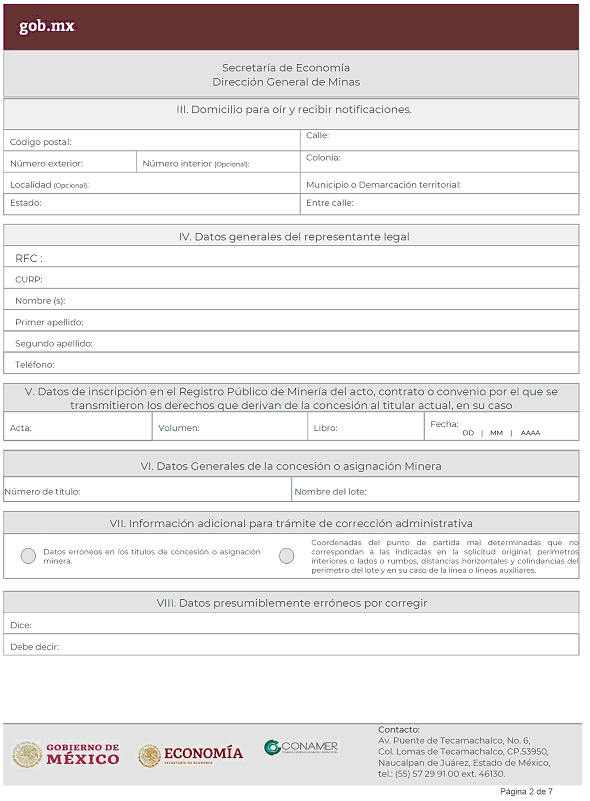 gob.mx
Secretaría de Economía
Dirección General de Minas
III. Domicilio para oír y recibir notificaciones.
Código postal:
Calle:
Número exterior:
Número interior (Opcional):
Colonia:
Localidad (Opcional):
Municipio o Demarcación territorial:
Estado:
Entre calle:
IV. Datos generales del representante legal
RFC :
CURP:
Nombre (s):
Primer apellido:
Segundo apellido:
Teléfono:
V. Datos de inscripción en el Registro Público de Minería del acto, contrato o convenio por el que se
transmitieron los derechos que derivan de la concesión al titular actual, en su caso
Acta:
Volumen:
Libro:
Fecha:
DD | MM | AAAA
VI. Datos Generales de la concesión o asignación Minera
Número de título:
Nombre del lote:
VII. Información adicional para trámite de corrección administrativa
Datos erróneos en los títulos de concesión o asignación
minera.
Coordenadas del punto de partida mal determinadas que no
correspondan a las indicadas en la solicitud original; perímetros
interiores o lados o rumbos, distancias horizontales y colindancias del
perímetro del lote y en su caso de la línea o líneas auxiliares.
VIII. Datos presumiblemente erróneos por corregir
Dice:
Debe decir:
GOBIERNO DE
MÉXICO
ECONOMÍA
SECRETARÍA DE ECONOMÍA
CONAMER
Contacto:
Av. Puente de Tecamachalco, No. 6,
Col. Lomas de Tecamachalco, CP.53950,
Naucalpan de Juárez, Estado de México,
tel.: (55) 57 29 91 00 ext. 46130.
Página 2 de 7